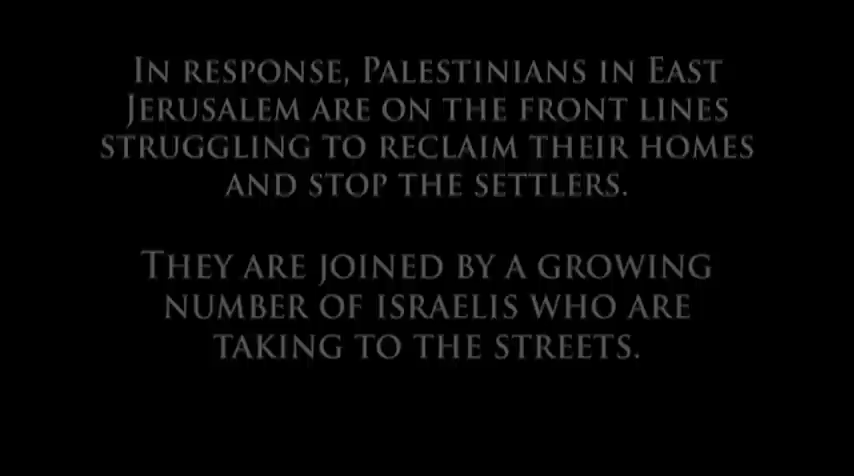 In response, Palestinians in East
Jerusalem are on the front lines
struggling to reclaim their homes
and stop the settlers.
They are joined by a growing
number of israelis who are
taking to the streets.